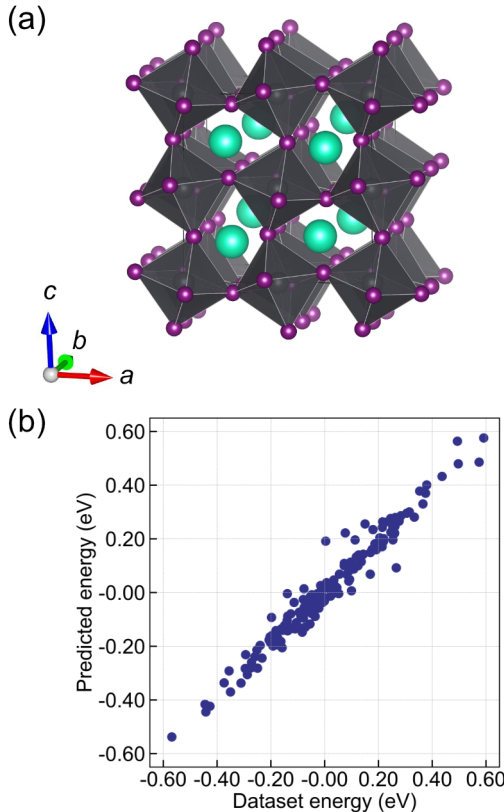 (a)
c
b
a
(b)
0.60
0.40
0.20
-0.00
-0.20
-0.40
-0.60
Predicted energy (eV)
-0.60 -0.40 -0.20 -0.00 0.20 0.40 0.60
Dataset energy (eV)